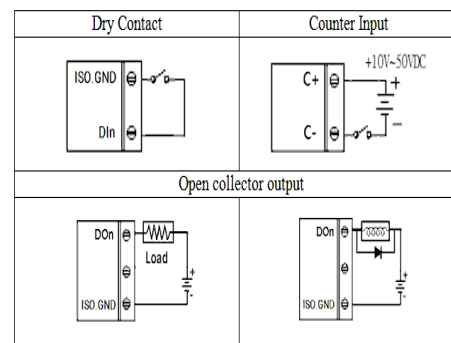 Dry Contact
Counter Input
ISO.GND
DIn
+10V~50VDC
C+
+
C-
−
Open collector output
DOn
Load
+
-
ISO.GND
DOn
+
-
ISO.GND